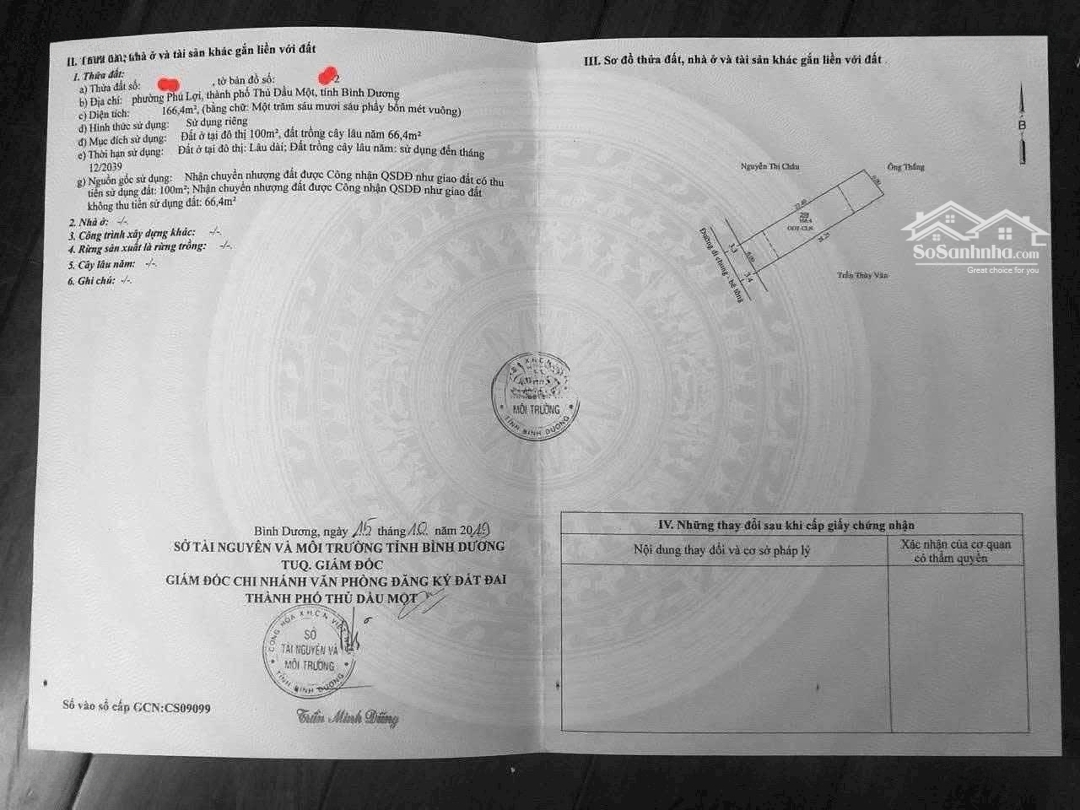 II. Thửa đất, nhà ở và tài sản khác gắn liền với đất
1. Thửa đất:
a) Thửa đất số: , tờ bản đồ số: 2
b) Địa chỉ: phường Phú Lợi, thành phố Thủ Dầu Một, tỉnh Bình Dương
c) Diện tích: 166,4m², (bằng chữ: Một trăm sáu mươi sáu phẩy bốn mét vuông)
d) Hình thức sử dụng: Sử dụng riêng
đ) Mục đích sử dụng: Đất ở tại đô thị 100m², đất trồng cây lâu năm 66,4m²
e) Thời hạn sử dụng: Đất ở tại đô thị: Lâu dài; Đất trồng cây lâu năm: sử dụng đến tháng
12/2039
g) Nguồn gốc sử dụng: Nhận chuyển nhượng đất được Công nhận QSDĐ như giao đất có thu
tiền sử dụng đất: 100m²; Nhận chuyển nhượng đất được Công nhận QSDĐ như giao đất
không thu tiền sử dụng đất: 66,4m²
2. Nhà ở: -/-.
3. Công trình xây dựng khác: -/-.
4. Rừng sản xuất là rừng trồng: -/-.
5. Cây lâu năm: -/-.
6. Ghi chú: -/-.
Bình Dương, ngày 15 tháng 10 năm 2019
SỞ TÀI NGUYÊN VÀ MÔI TRƯỜNG TỈNH BÌNH DƯƠNG
TUQ. GIÁM ĐỐC
GIÁM ĐỐC CHI NHÁNH VĂN PHÒNG ĐĂNG KÝ ĐẤT ĐAI
THÀNH PHỐ THỦ DẦU MỘT
CỘNG HÒA X.H.C.N VIỆT
SỞ
TÀI NGUYÊN VÀ
MÔI TRƯỜNG
TỈNH BÌNH DƯƠNG
Số vào sổ cấp GCN:CS09099
Trần Minh Dũng
MÔI TRƯỜNG
TỈNH BÌNH DƯƠNG
III. Sơ đồ thửa đất, nhà ở và tài sản khác gắn liền với đất
B
Nguyễn Thị Châu
Ông Thắng
ODT-CLN
Đường đi chung - bê tông
3,4
Trần Thúy Vân
SoSanhnha.com
Great choice for you
IV. Những thay đổi sau khi cấp giấy chứng nhận
Nội dung thay đổi và cơ sở pháp lý
Xác nhận của cơ quan
có thẩm quyền